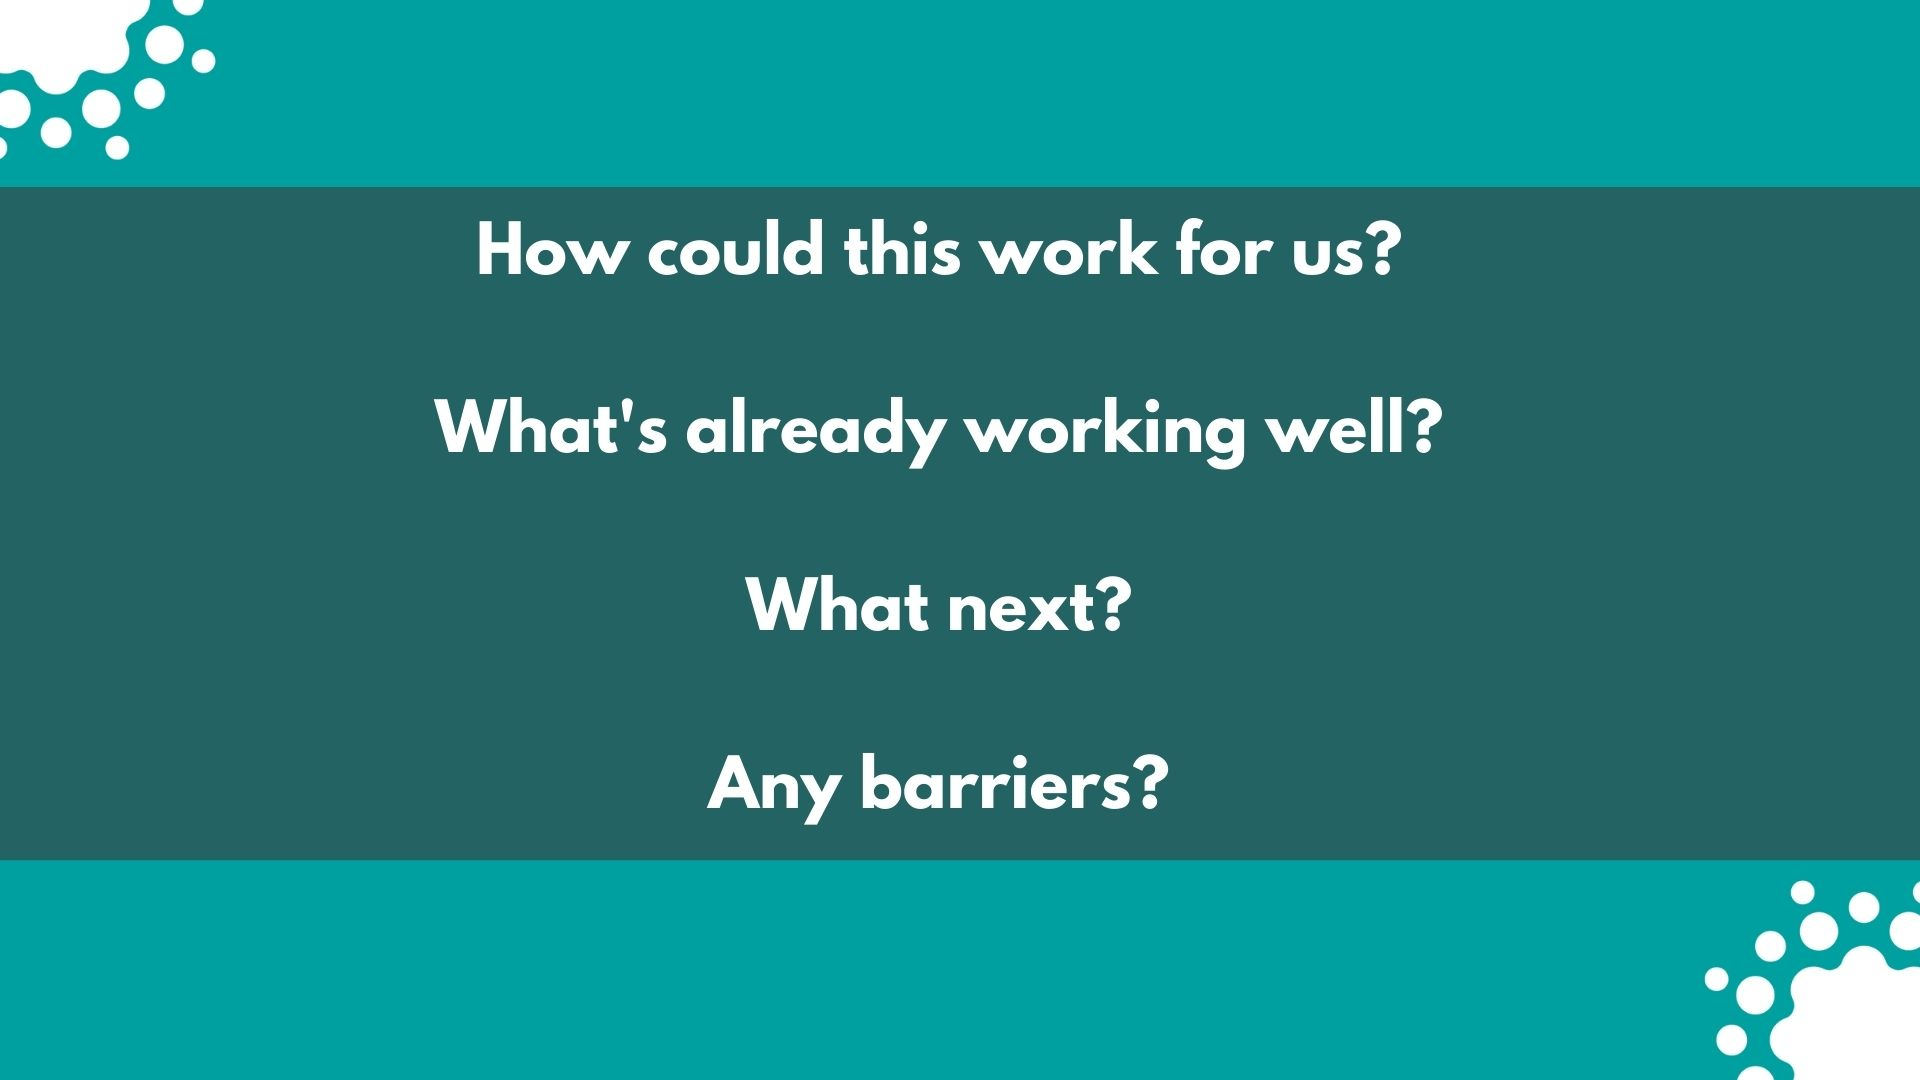 How could this work for us?
What's already working well?
What next?
Any barriers?